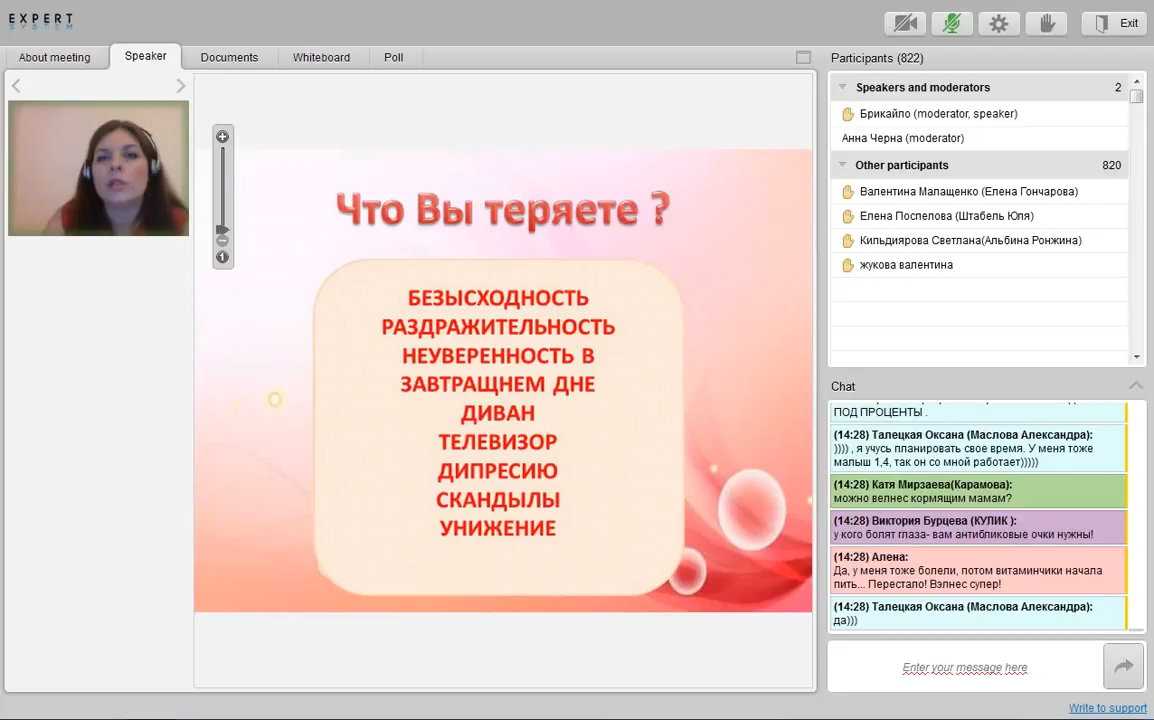 EXPERT
SYSTEM
Exit
About meeting
Speaker
Documents
Whiteboard
Poll
Participants (822)
Speakers and moderators 2
Брикайло (moderator, speaker)
Анна Черна (moderator)
Other participants 820
Валентина Малащенко (Елена Гончарова)
Елена Поспелова (Штабель Юля)
Кильдиярова Светлана(Альбина Ронжина)
жукова валентина
1
Что Вы теряете ?
БЕЗЫСХОДНОСТЬ
РАЗДРАЖИТЕЛЬНОСТЬ
НЕУВЕРЕННОСТЬ В
ЗАВТРАЩНЕМ ДНЕ
ДИВАН
ТЕЛЕВИЗОР
ДИПРЕСИЮ
СКАНДЫЛЫ
УНИЖЕНИЕ
Chat
ПОД ПРОЦЕНТЫ .
(14:28) Талецкая Оксана (Маслова Александра):
)))) , я учусь планировать свое время. У меня тоже
малыш 1,4, так он со мной работает)))))
(14:28) Катя Мирзаева(Карамова):
можно велнес кормящим мамам?
(14:28) Виктория Бурцева (КУЛИК ):
у кого болят глаза- вам антибликовые очки нужны!
(14:28) Алена:
Да, у меня тоже болели, потом витаминчики начала
пить... Перестало! Вэлнес супер!
(14:28) Талецкая Оксана (Маслова Александра):
да)))
Enter your message here
Write to support